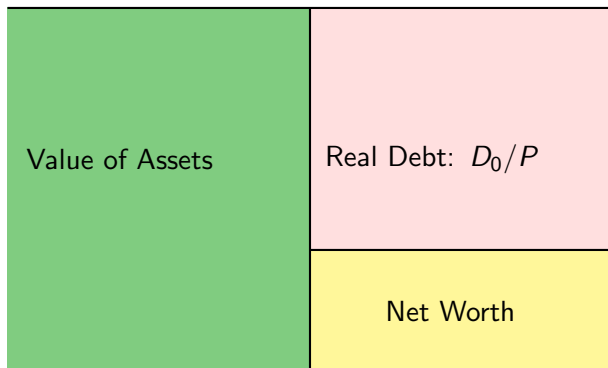 Value of Assets
Real Debt: D₀/P
Net Worth